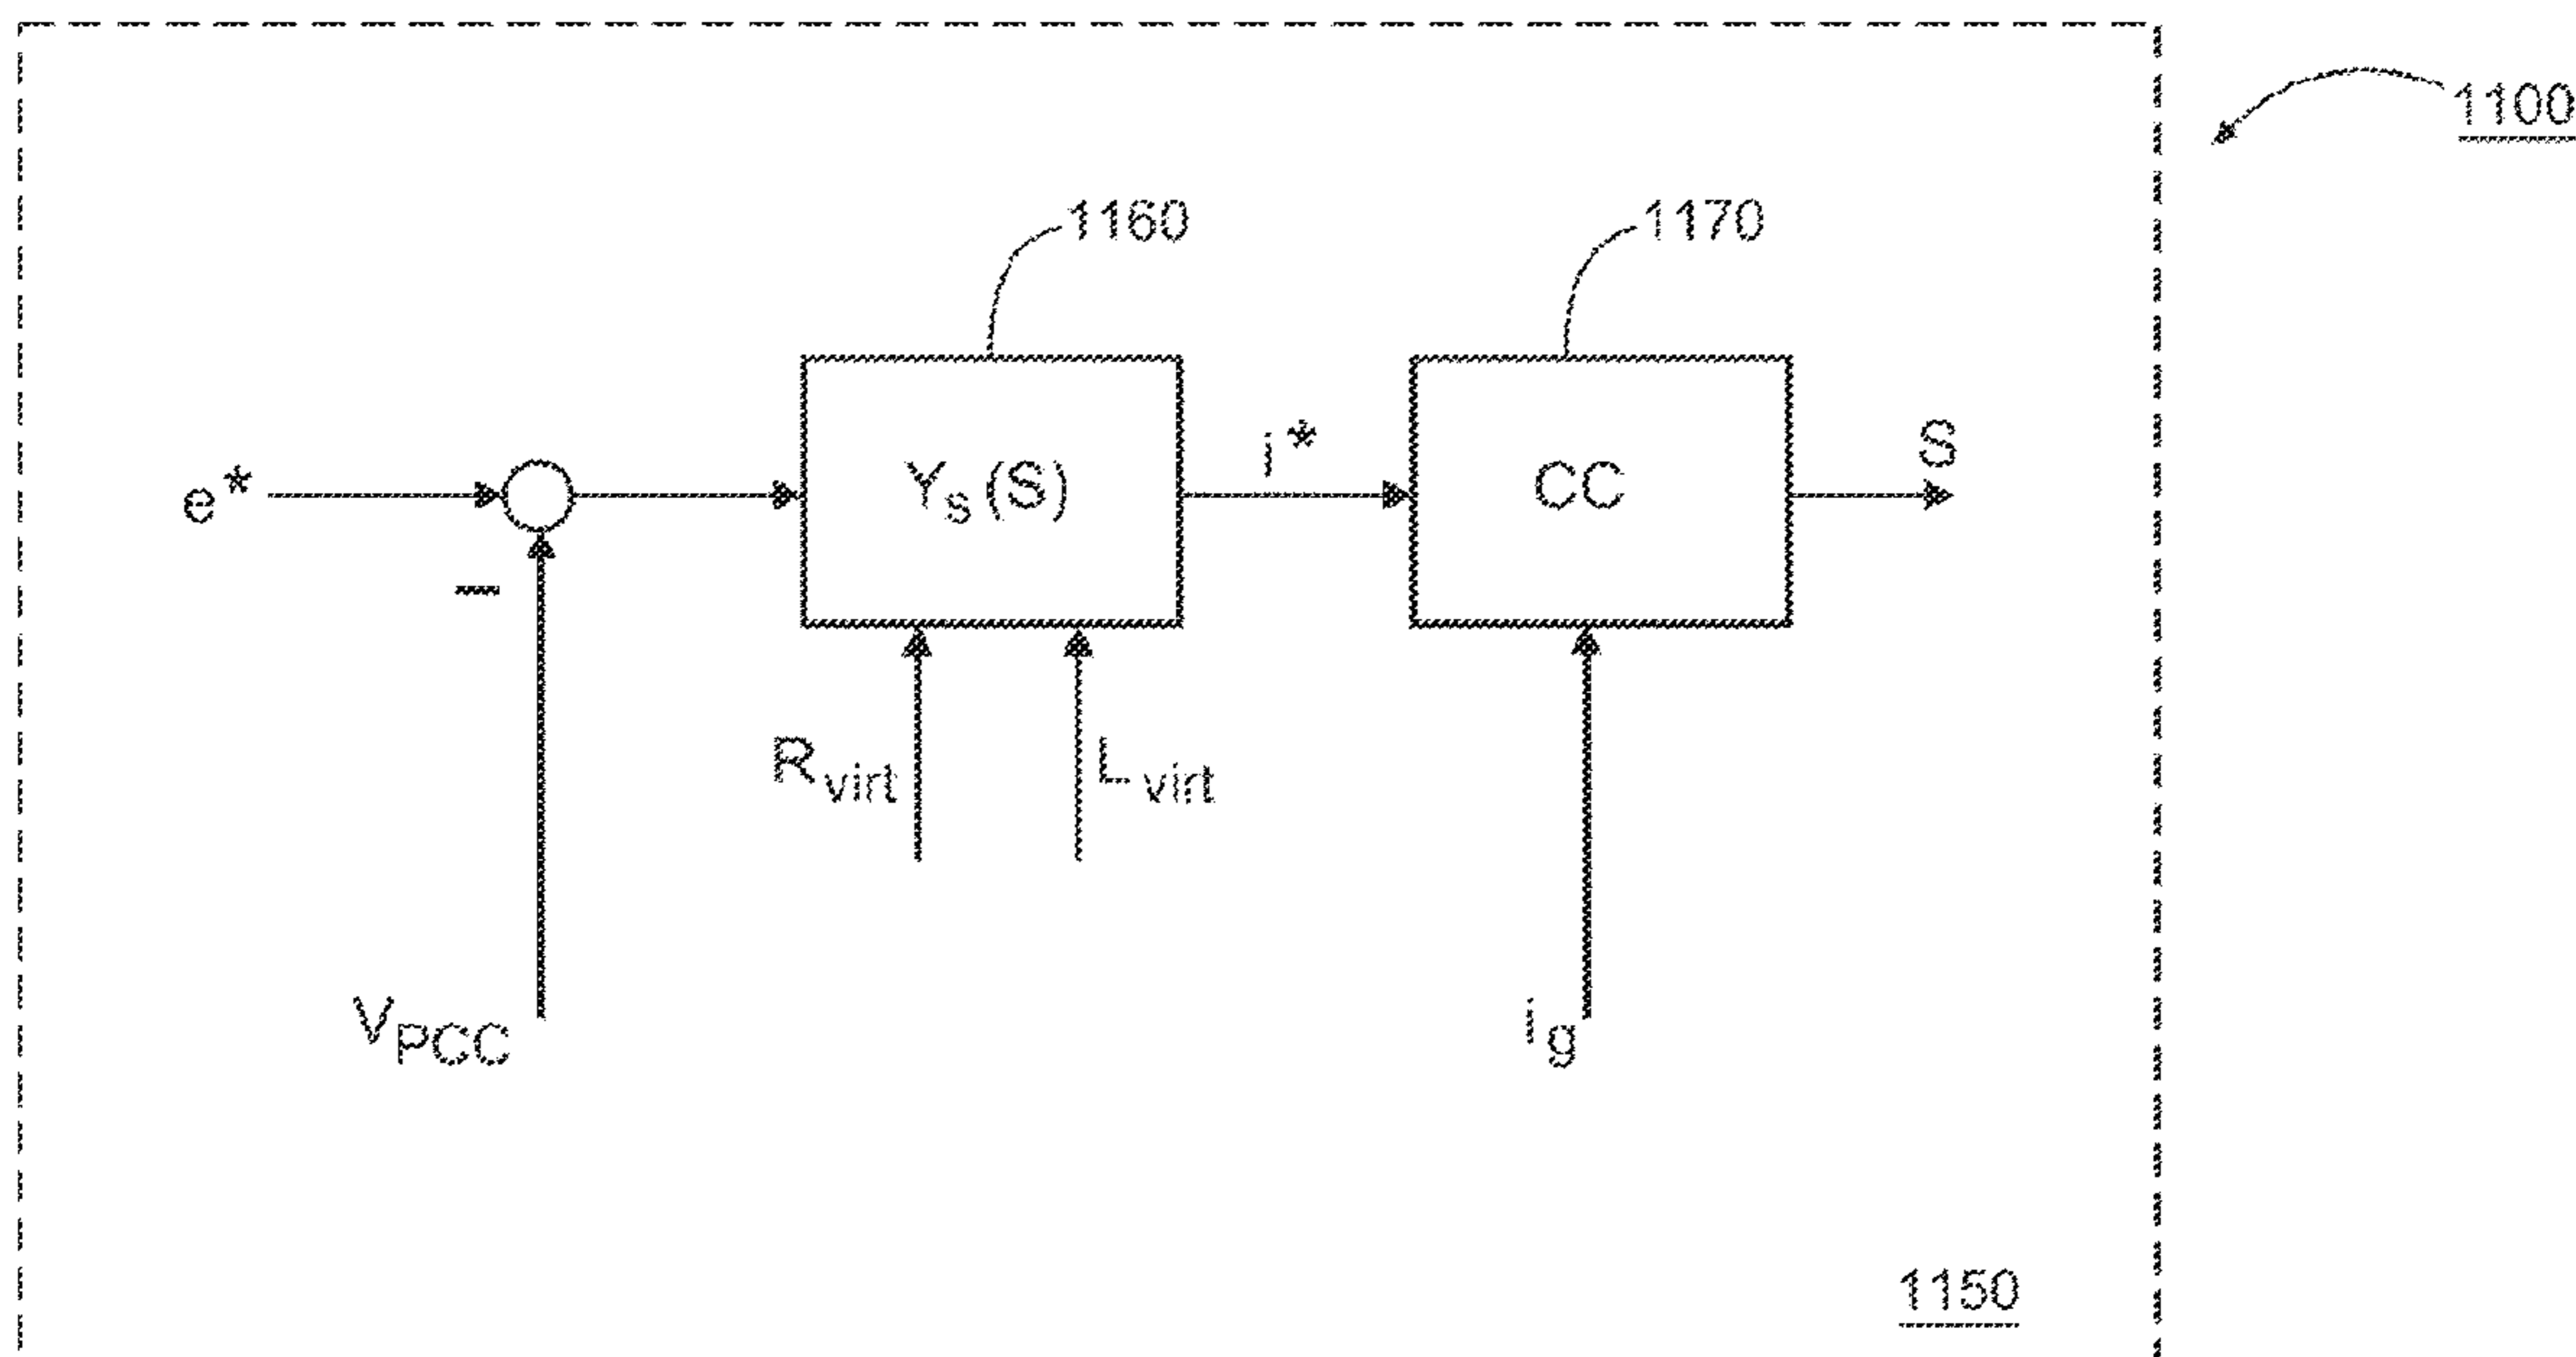 1100
1160
1170
e*
Ys(S)
i*
CC
S
–
Rvirt
Lvirt
VPCC
ig
1150